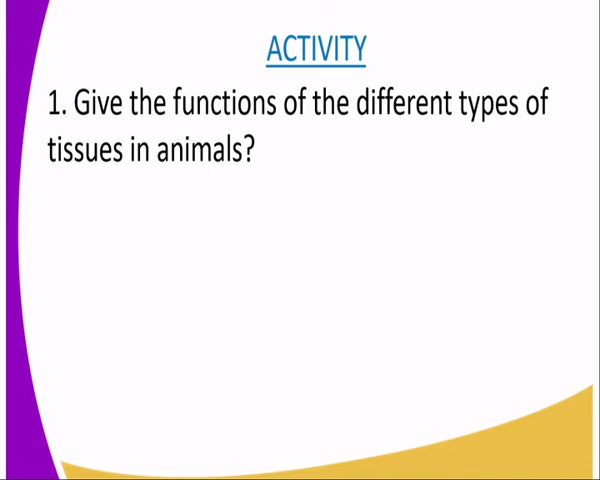 ACTIVITY
1. Give the functions of the different types of
tissues in animals?